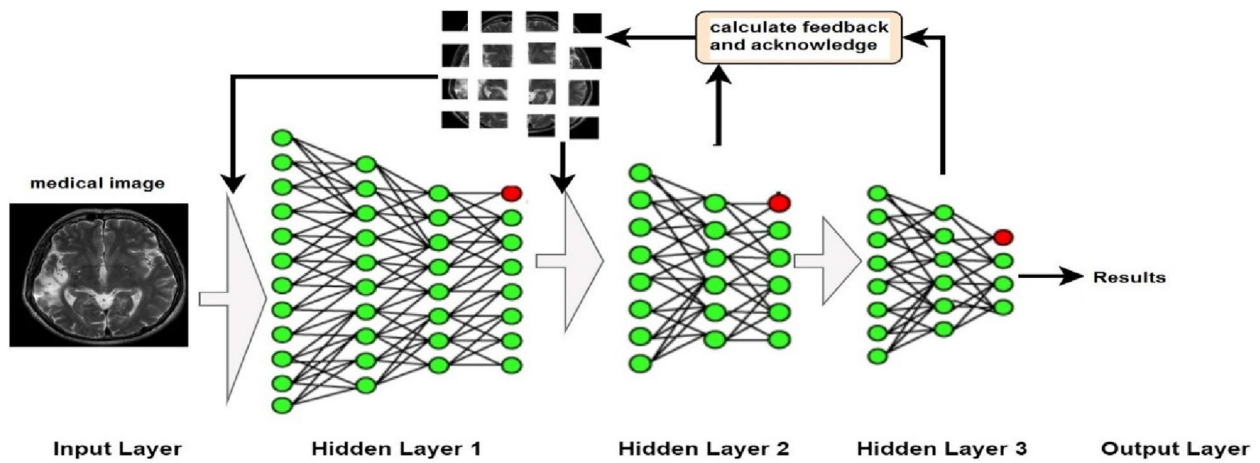 calculate feedback
and acknowledge
medical image
Results
Input Layer
Hidden Layer 1
Hidden Layer 2
Hidden Layer 3
Output Layer